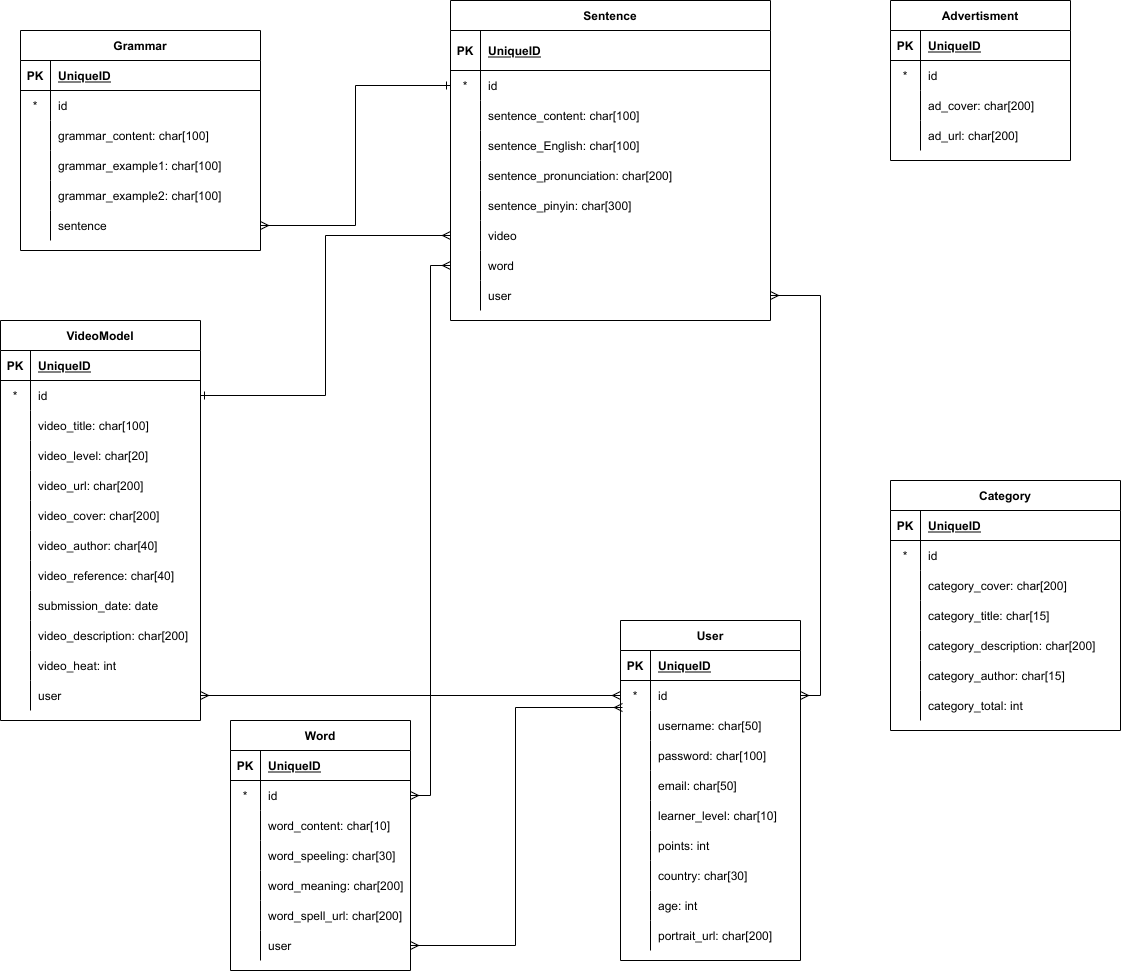 Grammar
PK UniqueID
* id
grammar_content: char[100]
grammar_example1: char[100]
grammar_example2: char[100]
sentence
Sentence
PK UniqueID
* id
sentence_content: char[100]
sentence_English: char[100]
sentence_pronunciation: char[200]
sentence_pinyin: char[300]
video
word
user
Advertisment
PK UniqueID
* id
ad_cover: char[200]
ad_url: char[200]
VideoModel
PK UniqueID
* id
video_title: char[100]
video_level: char[20]
video_url: char[200]
video_cover: char[200]
video_author: char[40]
video_reference: char[40]
submission_date: date
video_description: char[200]
video_heat: int
user
Category
PK UniqueID
* id
category_cover: char[200]
category_title: char[15]
category_description: char[200]
category_author: char[15]
category_total: int
User
PK UniqueID
* id
username: char[50]
password: char[100]
email: char[50]
learner_level: char[10]
points: int
country: char[30]
age: int
portrait_url: char[200]
Word
PK UniqueID
* id
word_content: char[10]
word_speeling: char[30]
word_meaning: char[200]
word_spell_url: char[200]
user